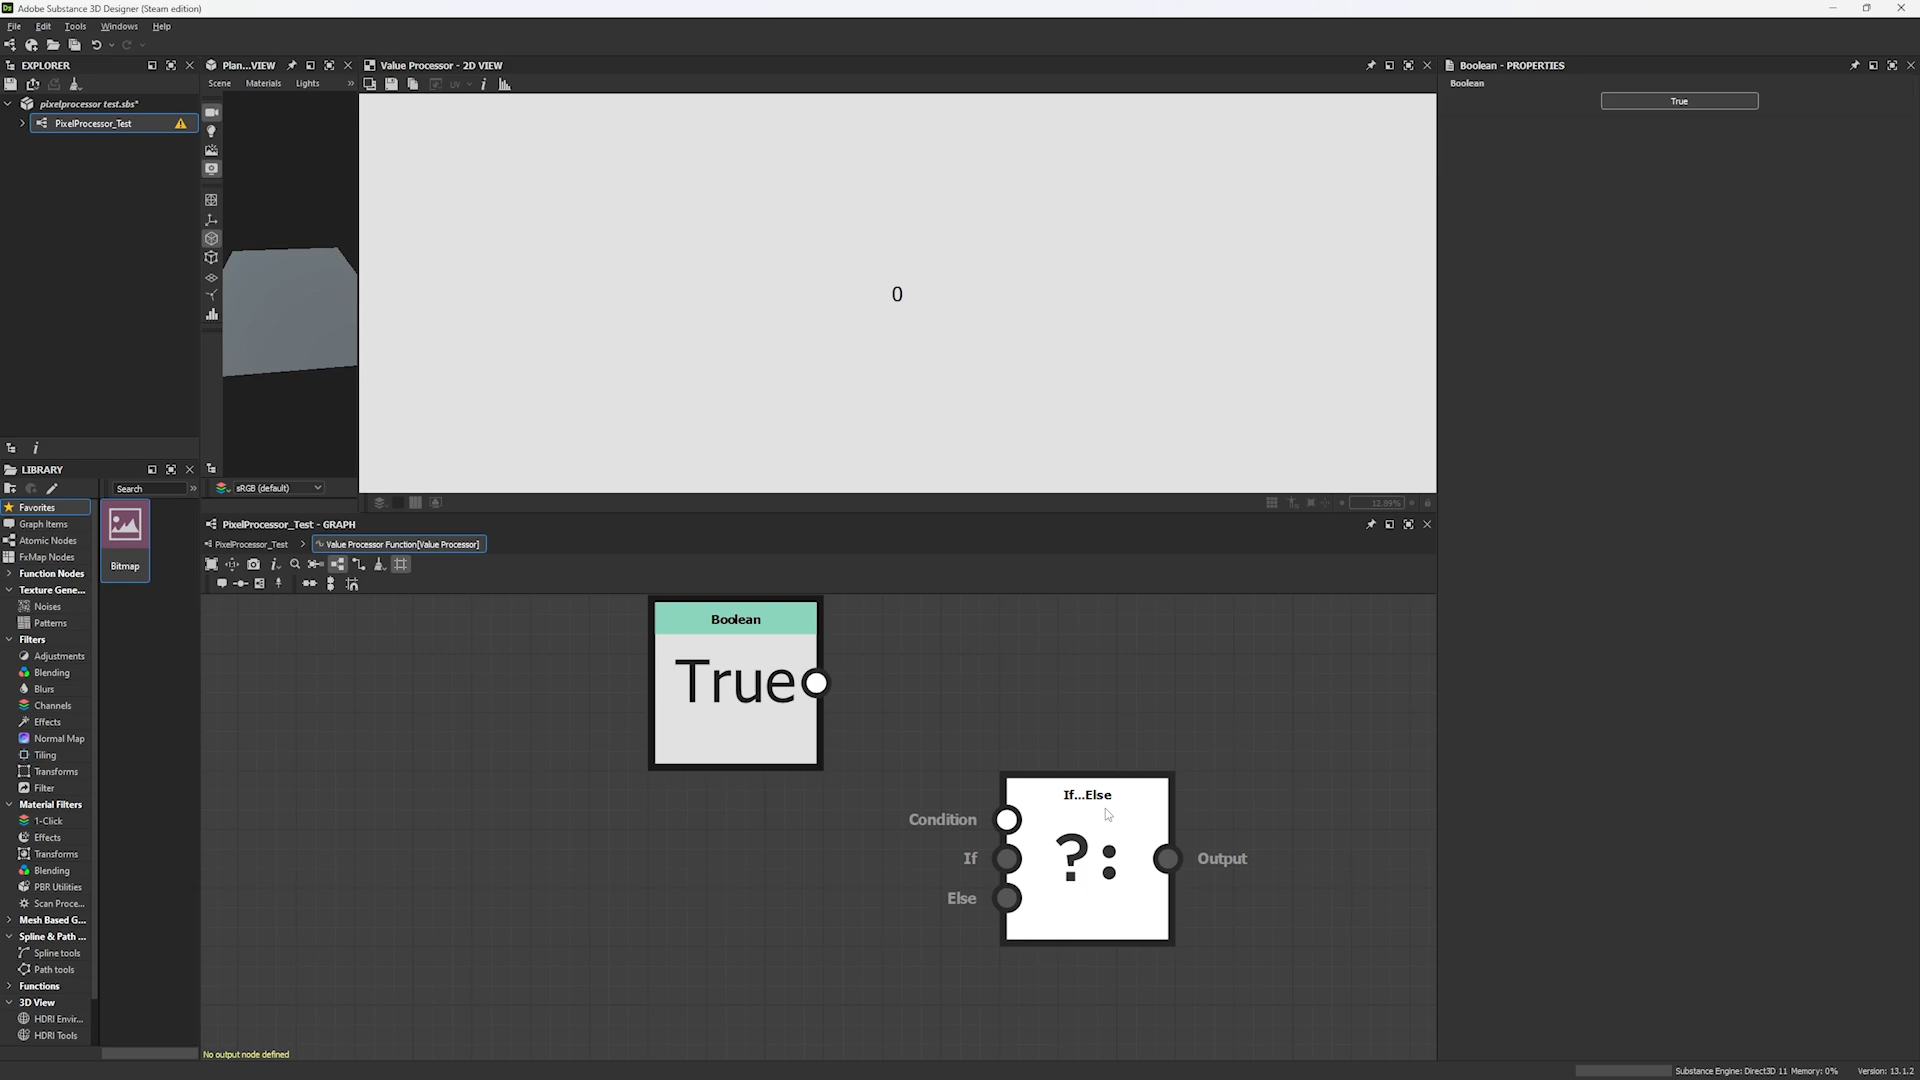 Ds Adobe Substance 3D Designer (Steam edition)
File Edit Tools Windows Help
EXPLORER
pixelprocessor test.sbs*
PixelProcessor_Test
Plan...VIEW
Scene Materials Lights »
sRGB (default)
Value Processor - 2D VIEW
UV
0
12.89%
Boolean - PROPERTIES
Boolean
True
LIBRARY
Search »
Favorites
Graph Items
Atomic Nodes
FxMap Nodes
Function Nodes
Texture Gene...
Noises
Patterns
Filters
Adjustments
Blending
Blurs
Channels
Effects
Normal Map
Tiling
Transforms
Filter
Material Filters
1-Click
Effects
Transforms
Blending
PBR Utilities
Scan Proce...
Mesh Based G...
Spline & Path ...
Spline tools
Path tools
Functions
3D View
HDRI Envir...
HDRI Tools
Bitmap
PixelProcessor_Test - GRAPH
PixelProcessor_Test > Value Processor Function[Value Processor]
Boolean
True
If...Else
Condition
If
Else
?:
Output
No output node defined
Substance Engine: Direct3D 11 Memory: 0% Version: 13.1.2